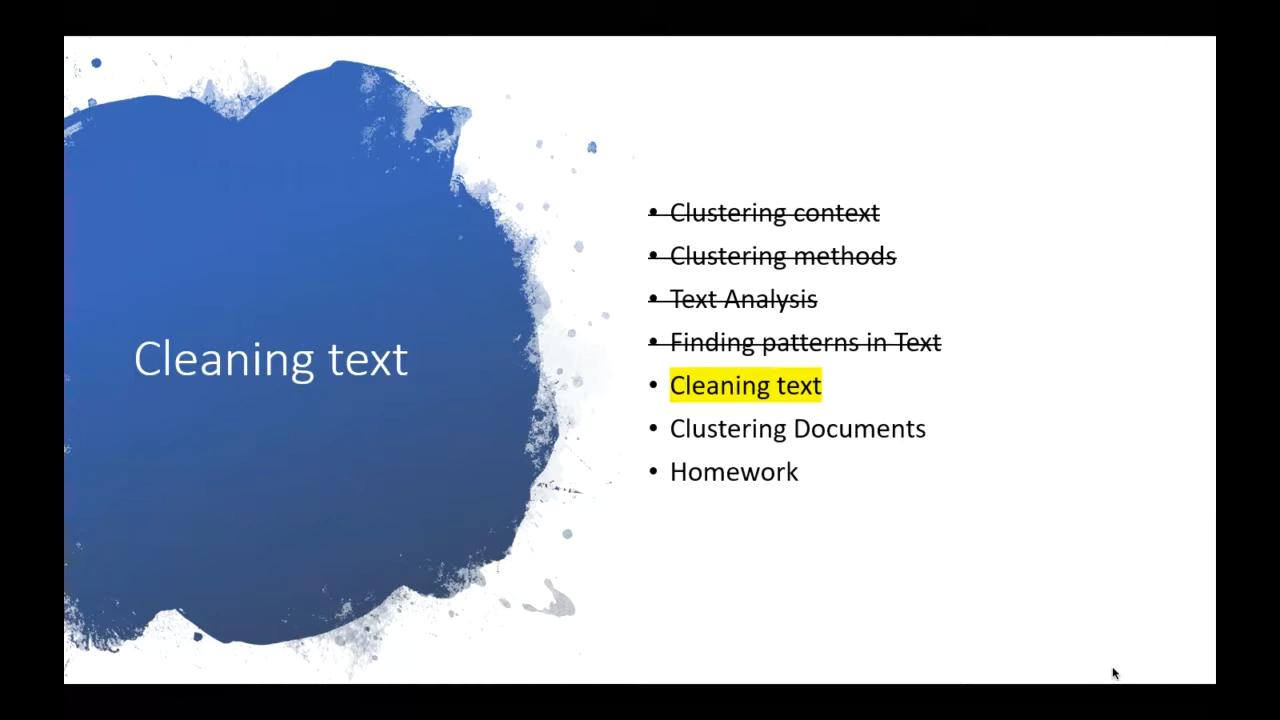 Cleaning text
• Clustering context
• Clustering methods
• Text Analysis
• Finding patterns in Text
• Cleaning text
• Clustering Documents
• Homework